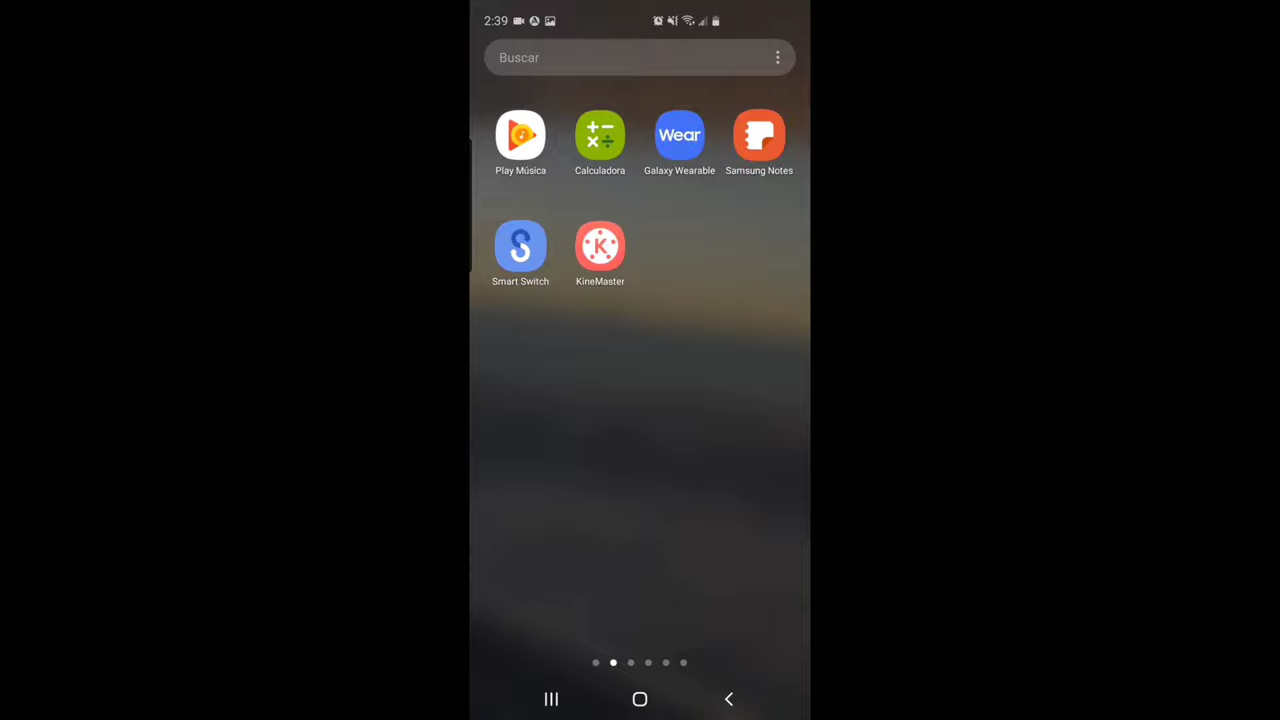 2:39
Buscar
Wear
Play Música Calculadora Galaxy Wearable Samsung Notes
K
Smart Switch KineMaster